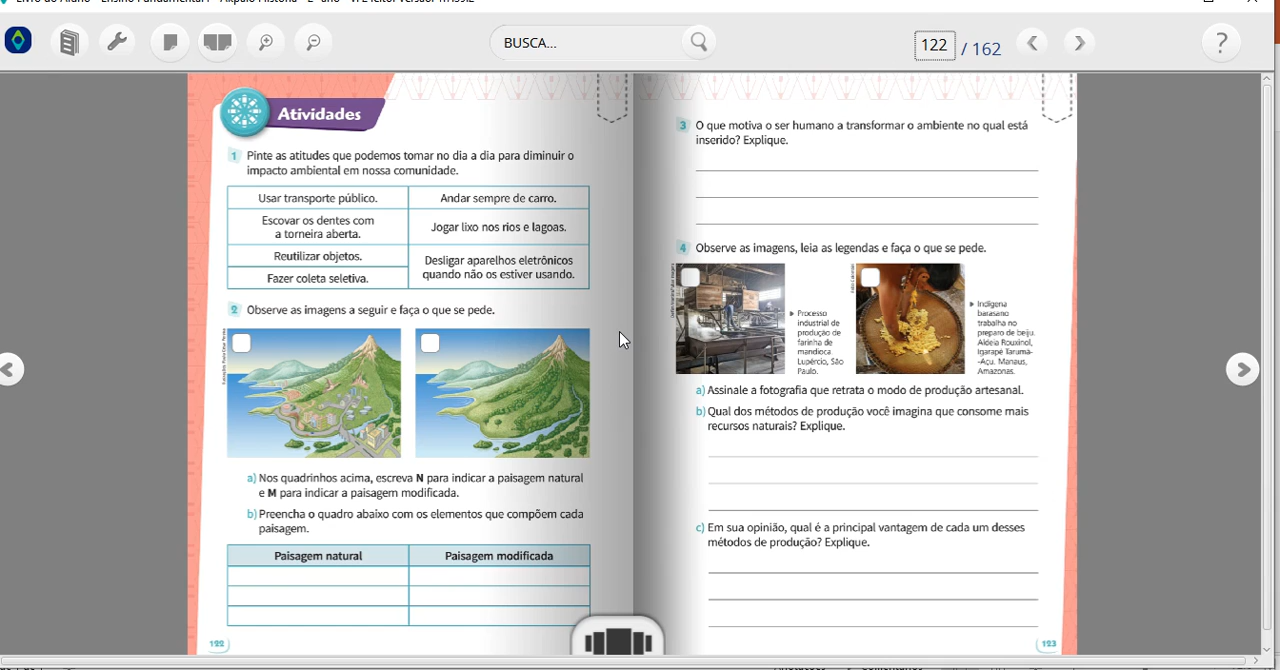 BUSCA...
122 / 162
?
Atividades
1 Pinte as atitudes que podemos tomar no dia a dia para diminuir o
impacto ambiental em nossa comunidade.
Usar transporte público.
Andar sempre de carro.
Escovar os dentes com
a torneira aberta.
Jogar lixo nos rios e lagoas.
Reutilizar objetos.
Fazer coleta seletiva.
Desligar aparelhos eletrônicos
quando não os estiver usando.
2 Observe as imagens a seguir e faça o que se pede.
a) Nos quadrinhos acima, escreva N para indicar a paisagem natural
e M para indicar a paisagem modificada.
b) Preencha o quadro abaixo com os elementos que compõem cada
paisagem.
Paisagem natural
Paisagem modificada
122
3 O que motiva o ser humano a transformar o ambiente no qual está
inserido? Explique.
4 Observe as imagens, leia as legendas e faça o que se pede.
Processo
industrial de
produção de
farinha de
mandioca
Lupércio, São
Paulo.
Indígena
barasano
trabalha no
preparo de beiju.
Aldeia Rouxinol,
Igarapé Tarumã-
-Açu. Manaus,
Amazonas.
a) Assinale a fotografia que retrata o modo de produção artesanal.
b) Qual dos métodos de produção você imagina que consome mais
recursos naturais? Explique.
c) Em sua opinião, qual é a principal vantagem de cada um desses
métodos de produção? Explique.
123